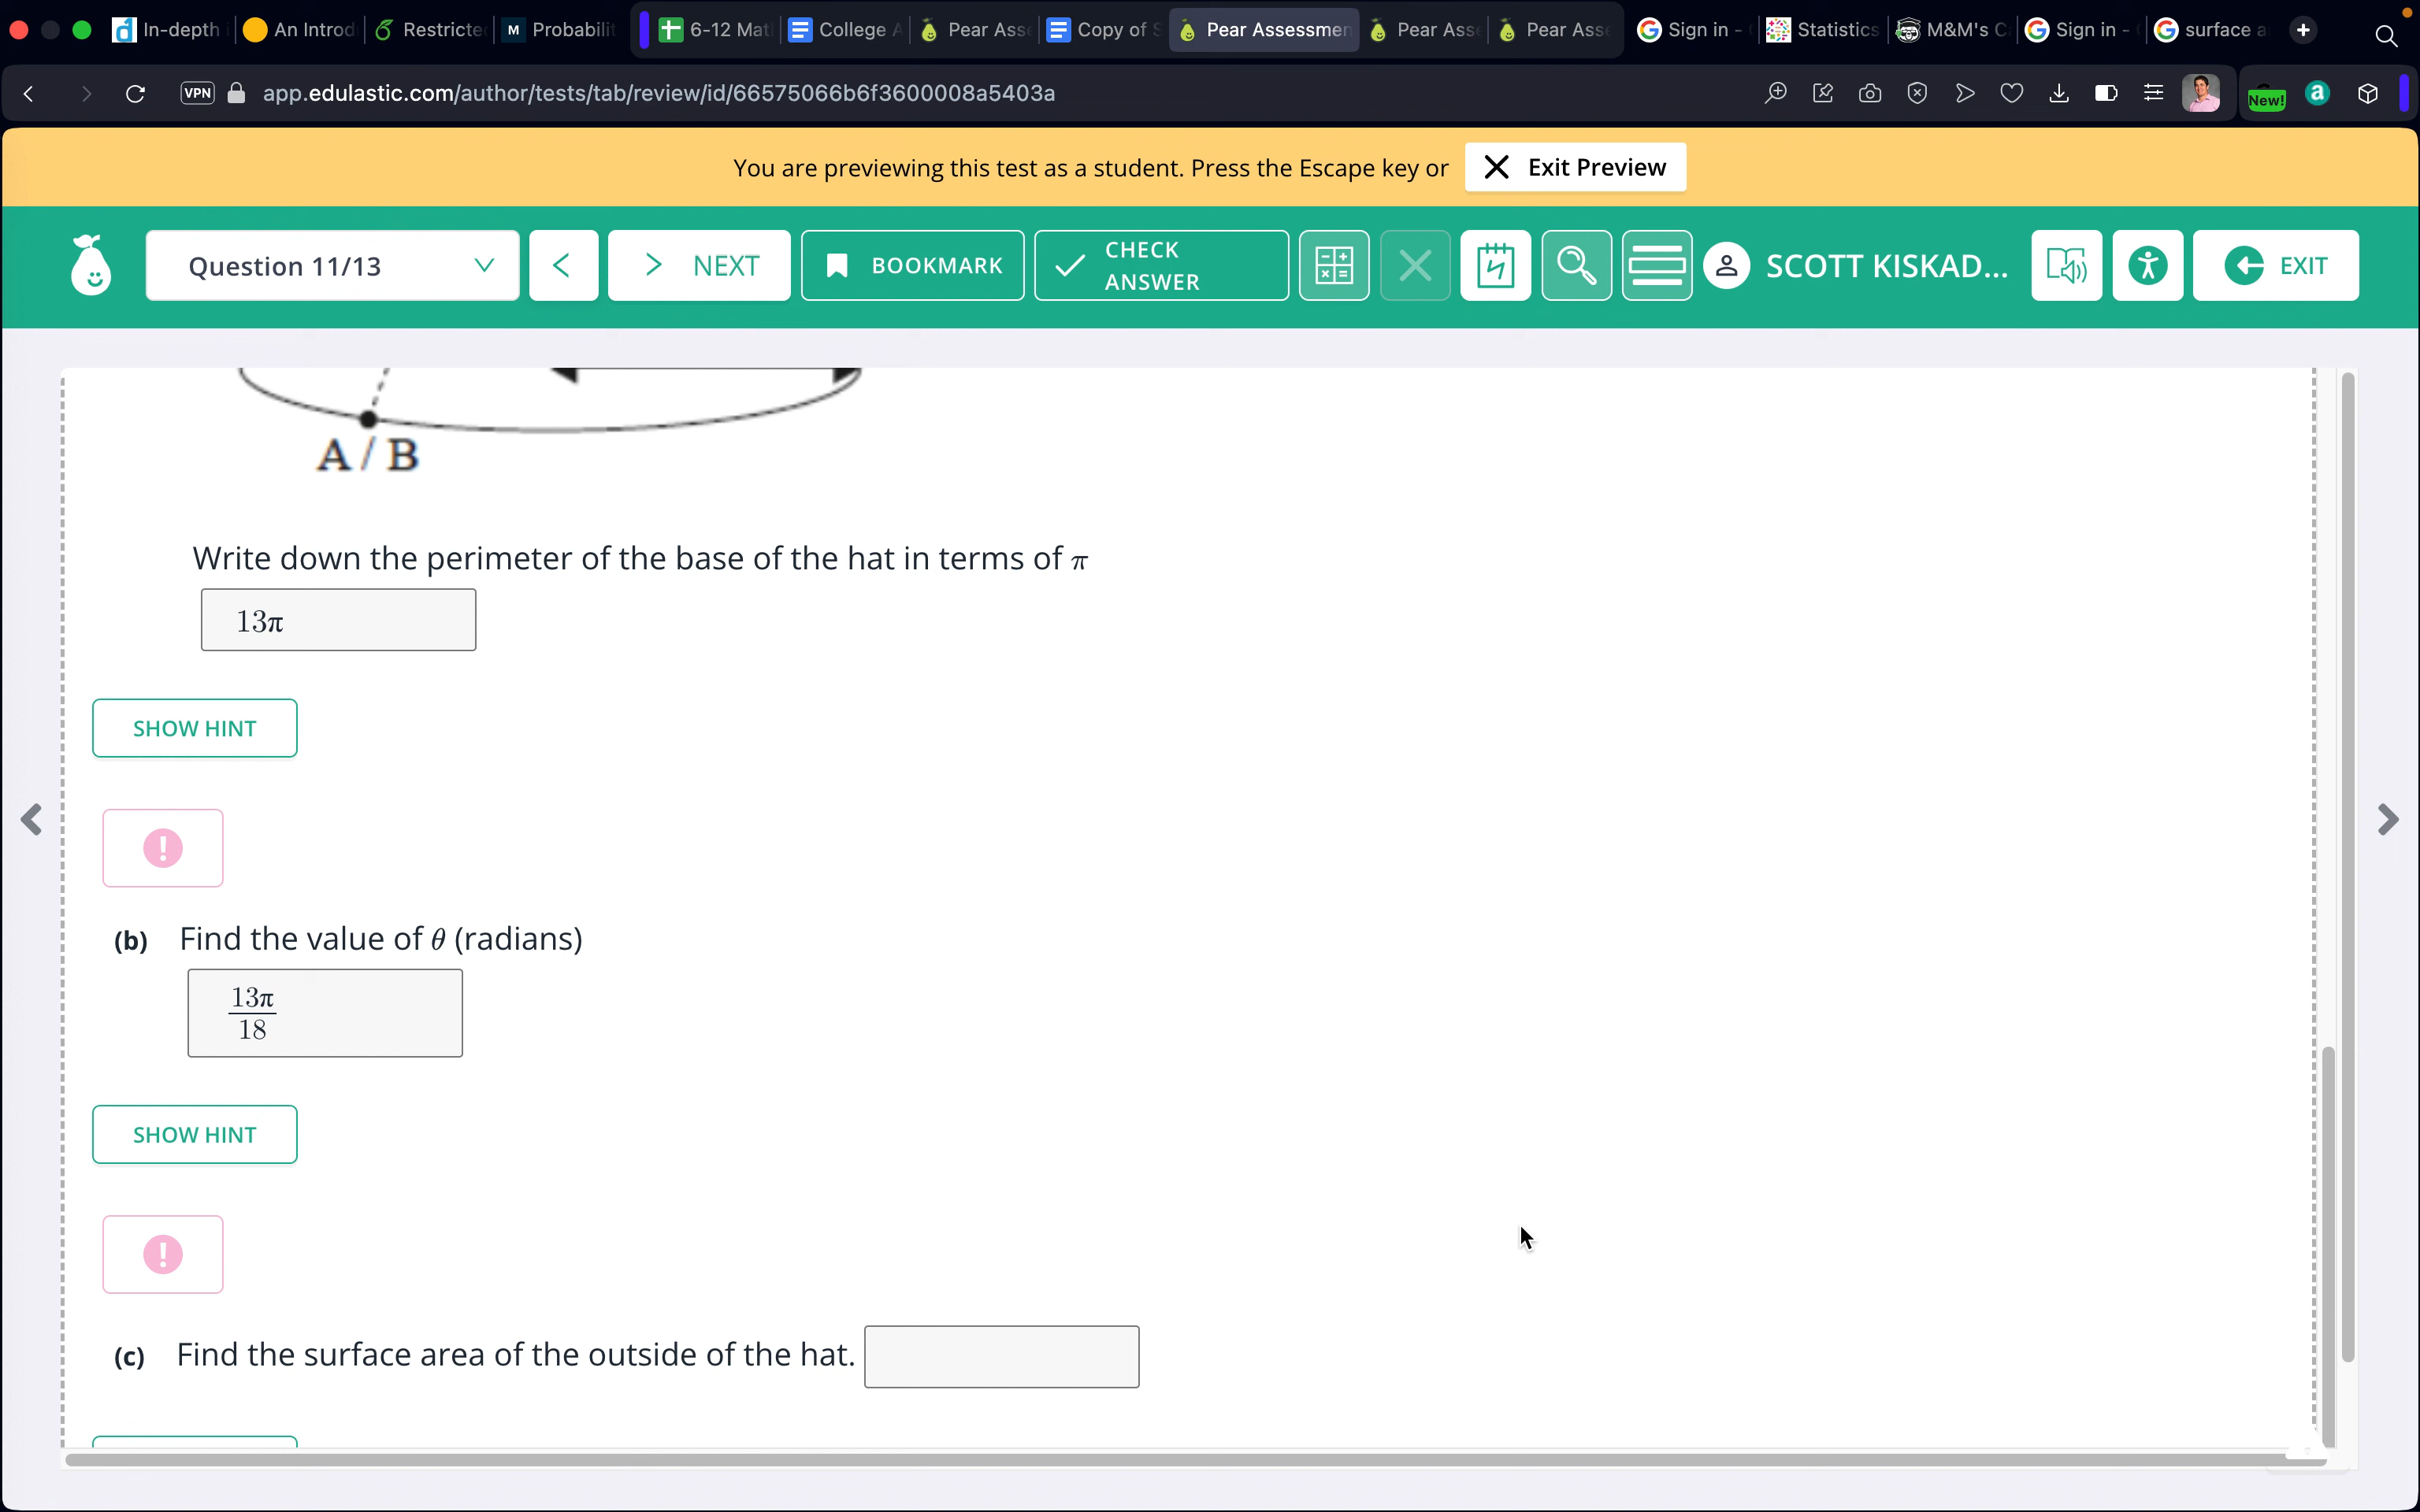 In-depth
An Introd
Restricte
Probabilit
6-12 Mat
College A
Pear Ass
Copy of S
Pear Assessmen
Pear Asse
Pear Ass
Sign in -
Statistics
M&M's C
Sign in -
surface a
VPN
app.edulastic.com/author/tests/tab/review/id/66575066b6f3600008a5403a
New!
You are previewing this test as a student. Press the Escape key or
Exit Preview
Question 11/13
NEXT
BOOKMARK
CHECK
ANSWER
SCOTT KISKAD...
EXIT
A / B
Write down the perimeter of the base of the hat in terms of π
13π
SHOW HINT
(b) Find the value of θ (radians)
13π
18
SHOW HINT
(c) Find the surface area of the outside of the hat.